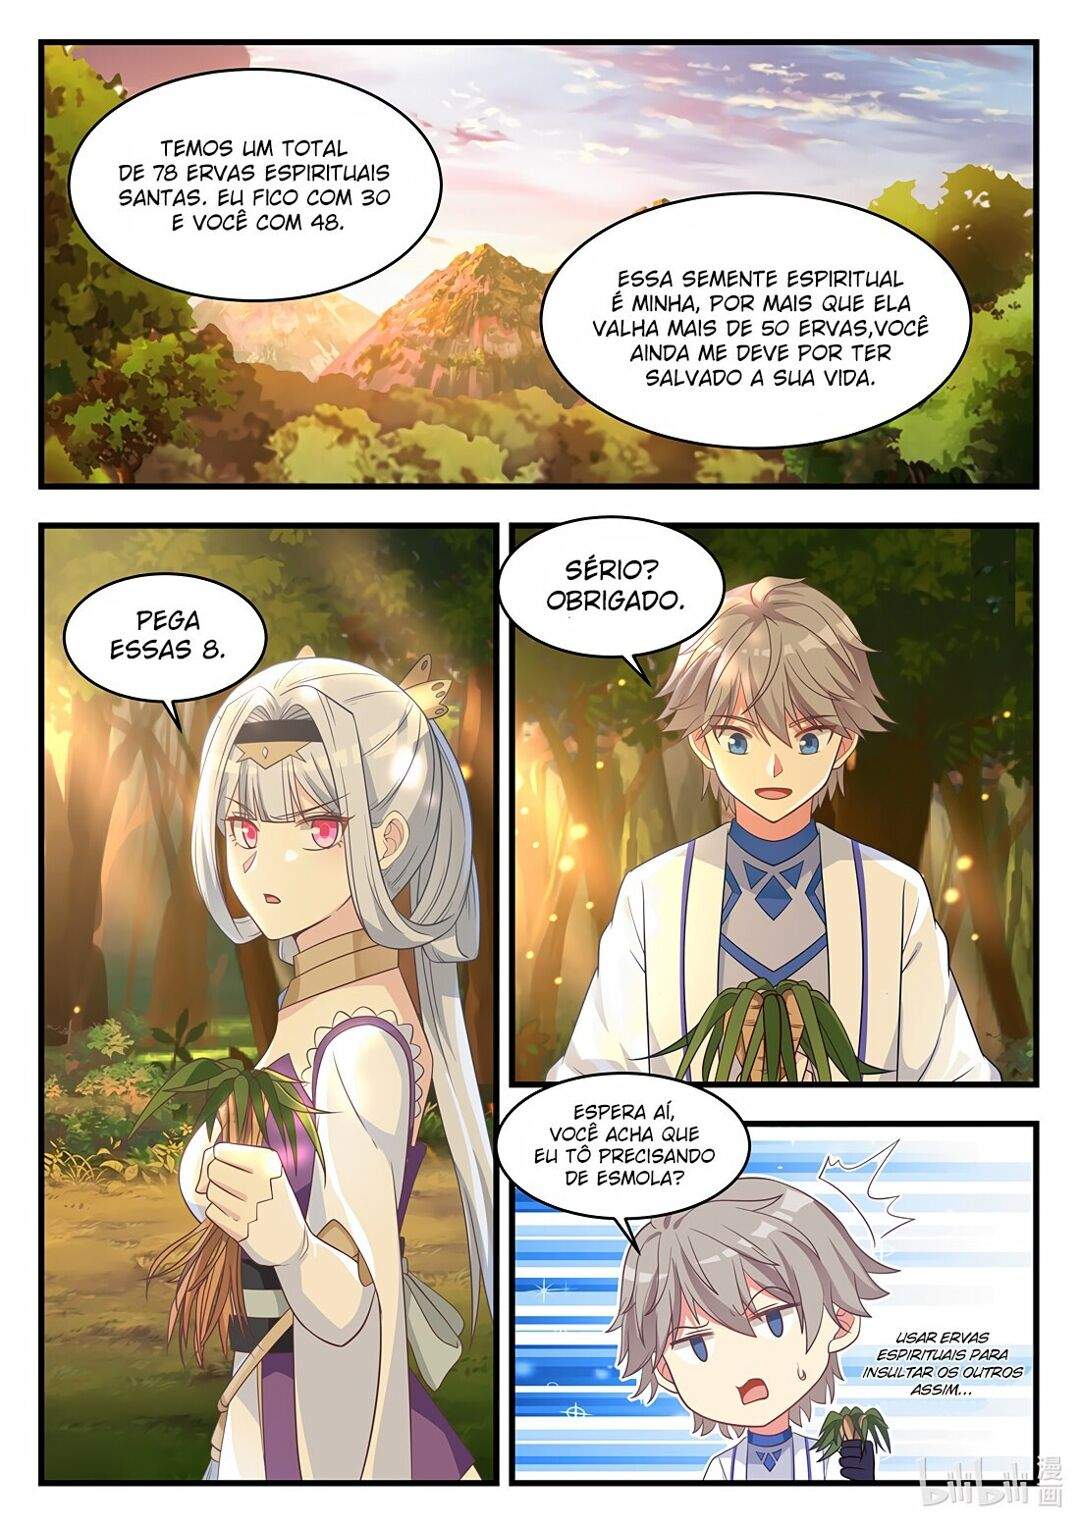 TEMOS UM TOTAL
DE 78 ERVAS ESPIRITUAIS
SANTAS. EU FICO COM 30
E VOCÊ COM 48.
ESSA SEMENTE ESPIRITUAL
É MINHA, POR MAIS QUE ELA
VALHA MAIS DE 50 ERVAS,VOCÊ
AINDA ME DEVE POR TER
SALVADO A SUA VIDA.
PEGA
ESSAS 8.
SÉRIO?
OBRIGADO.
ESPERA AÍ,
VOCÊ ACHA QUE
EU TÔ PRECISANDO
DE ESMOLA?
USAR ERVAS
ESPIRITUAIS PARA
INSULTAR OS OUTROS
ASSIM...
bilibili 漫画